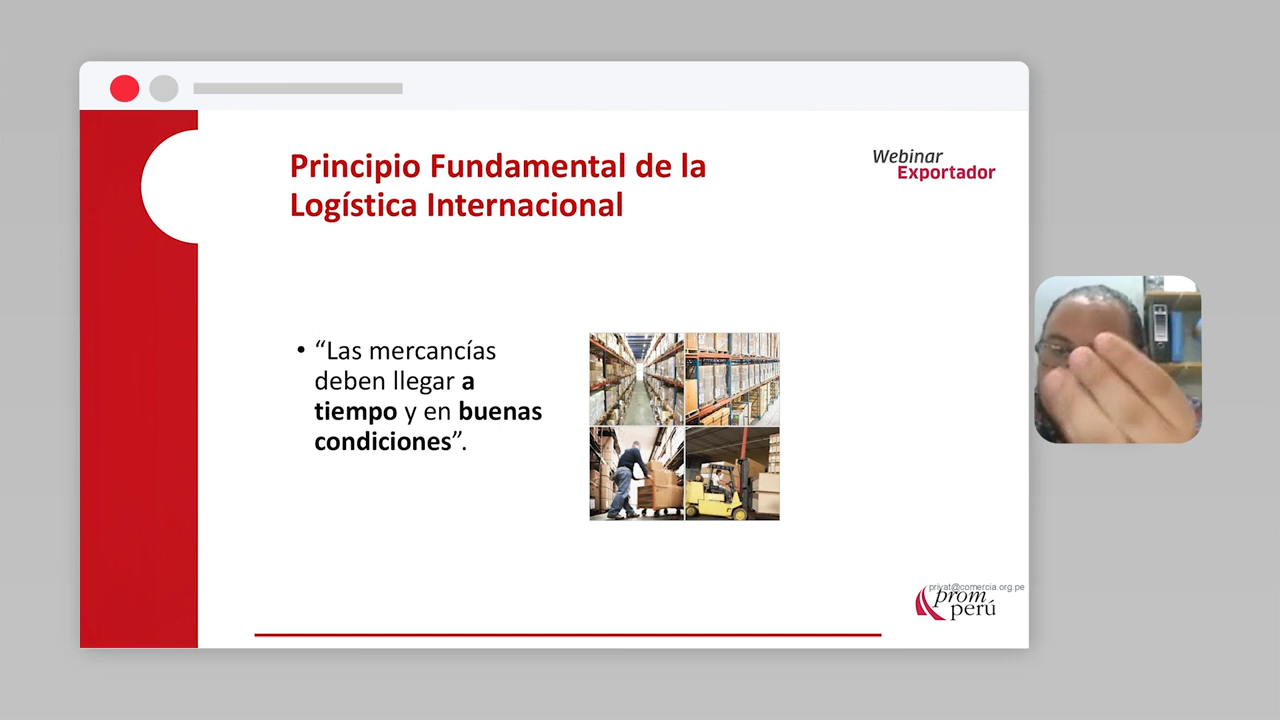 Principio Fundamental de la
Logística Internacional
Webinar
Exportador
• “Las mercancías
deben llegar a
tiempo y en buenas
condiciones”.
privat@comercia.org.pe
prom
perú